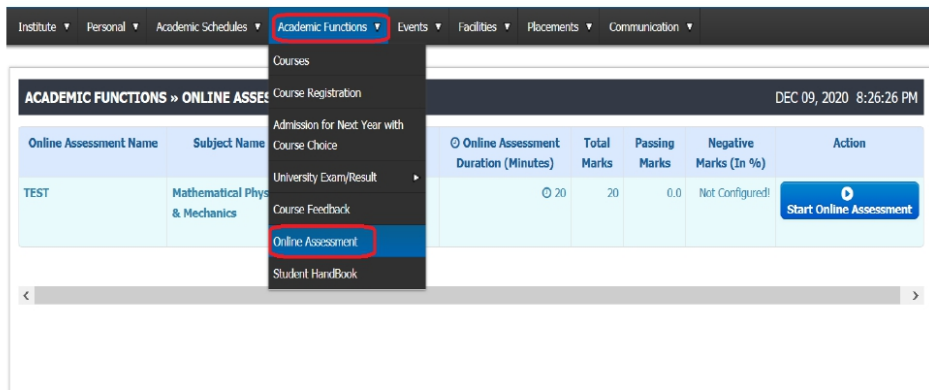 Institute ▼ Personal ▼ Academic Schedules ▼ Academic Functions ▼ Events ▼ Facilities ▼ Placements ▼ Communication ▼
Courses
Course Registration
Admission for Next Year with
Course Choice
University Exam/Result
Course Feedback
Online Assessment
Student HandBook
ACADEMIC FUNCTIONS » ONLINE ASSES
DEC 09, 2020 8:26:26 PM
Online Assessment Name
Subject Name
Online Assessment
Duration (Minutes)
Total
Marks
Passing
Marks
Negative
Marks (In %)
Action
TEST
Mathematical Phys
& Mechanics
20
20
0.0
Not Configured!
Start Online Assessment